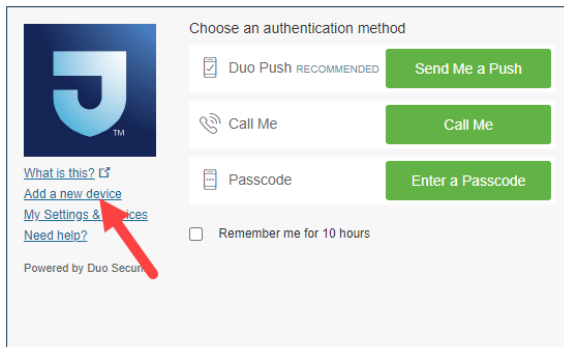 Choose an authentication method
Duo Push RECOMMENDED
Send Me a Push
Call Me
Call Me
Passcode
Enter a Passcode
Remember me for 10 hours
J
TM
What is this?
Add a new device
My Settings &
Need help?
Powered by Duo